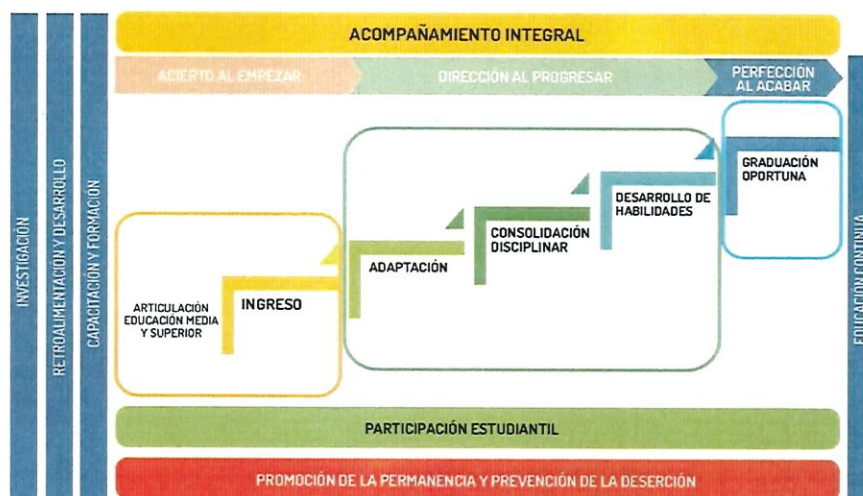 ACOMPAÑAMIENTO INTEGRAL
ACIERTO AL EMPEZAR
DIRECCIÓN AL PROGRESAR
PERFECCIÓN
AL ACABAR
INVESTIGACIÓN
RETROALIMENTACIÓN Y DESARROLLO
CAPACITACIÓN Y FORMACIÓN
ARTICULACIÓN
EDUCACIÓN MEDIA
Y SUPERIOR
INGRESO
ADAPTACIÓN
CONSOLIDACIÓN
DISCIPLINAR
DESARROLLO DE
HABILIDADES
GRADUACIÓN
OPORTUNA
EDUCACIÓN CONTINUA
PARTICIPACIÓN ESTUDIANTIL
PROMOCIÓN DE LA PERMANENCIA Y PREVENCIÓN DE LA DESERCIÓN